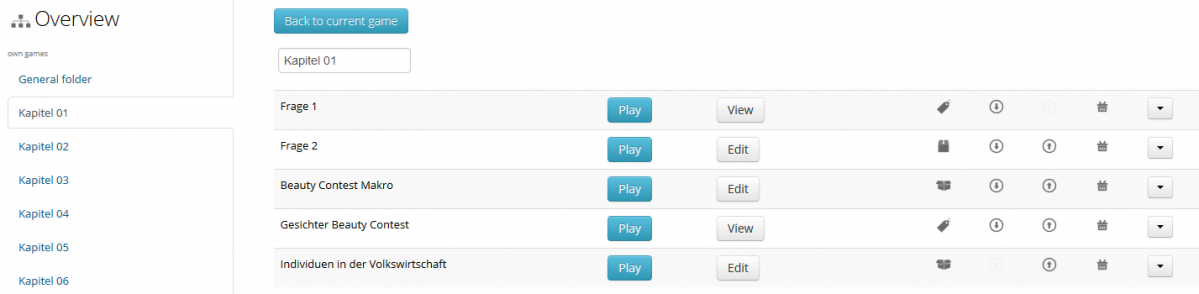 Overview
own games
General folder
Kapitel 01
Kapitel 02
Kapitel 03
Kapitel 04
Kapitel 05
Kapitel 06
Back to current game
Kapitel 01
Frage 1 Play View
Frage 2 Play Edit
Beauty Contest Makro Play Edit
Gesichter Beauty Contest Play View
Individuen in der Volkswirtschaft Play Edit